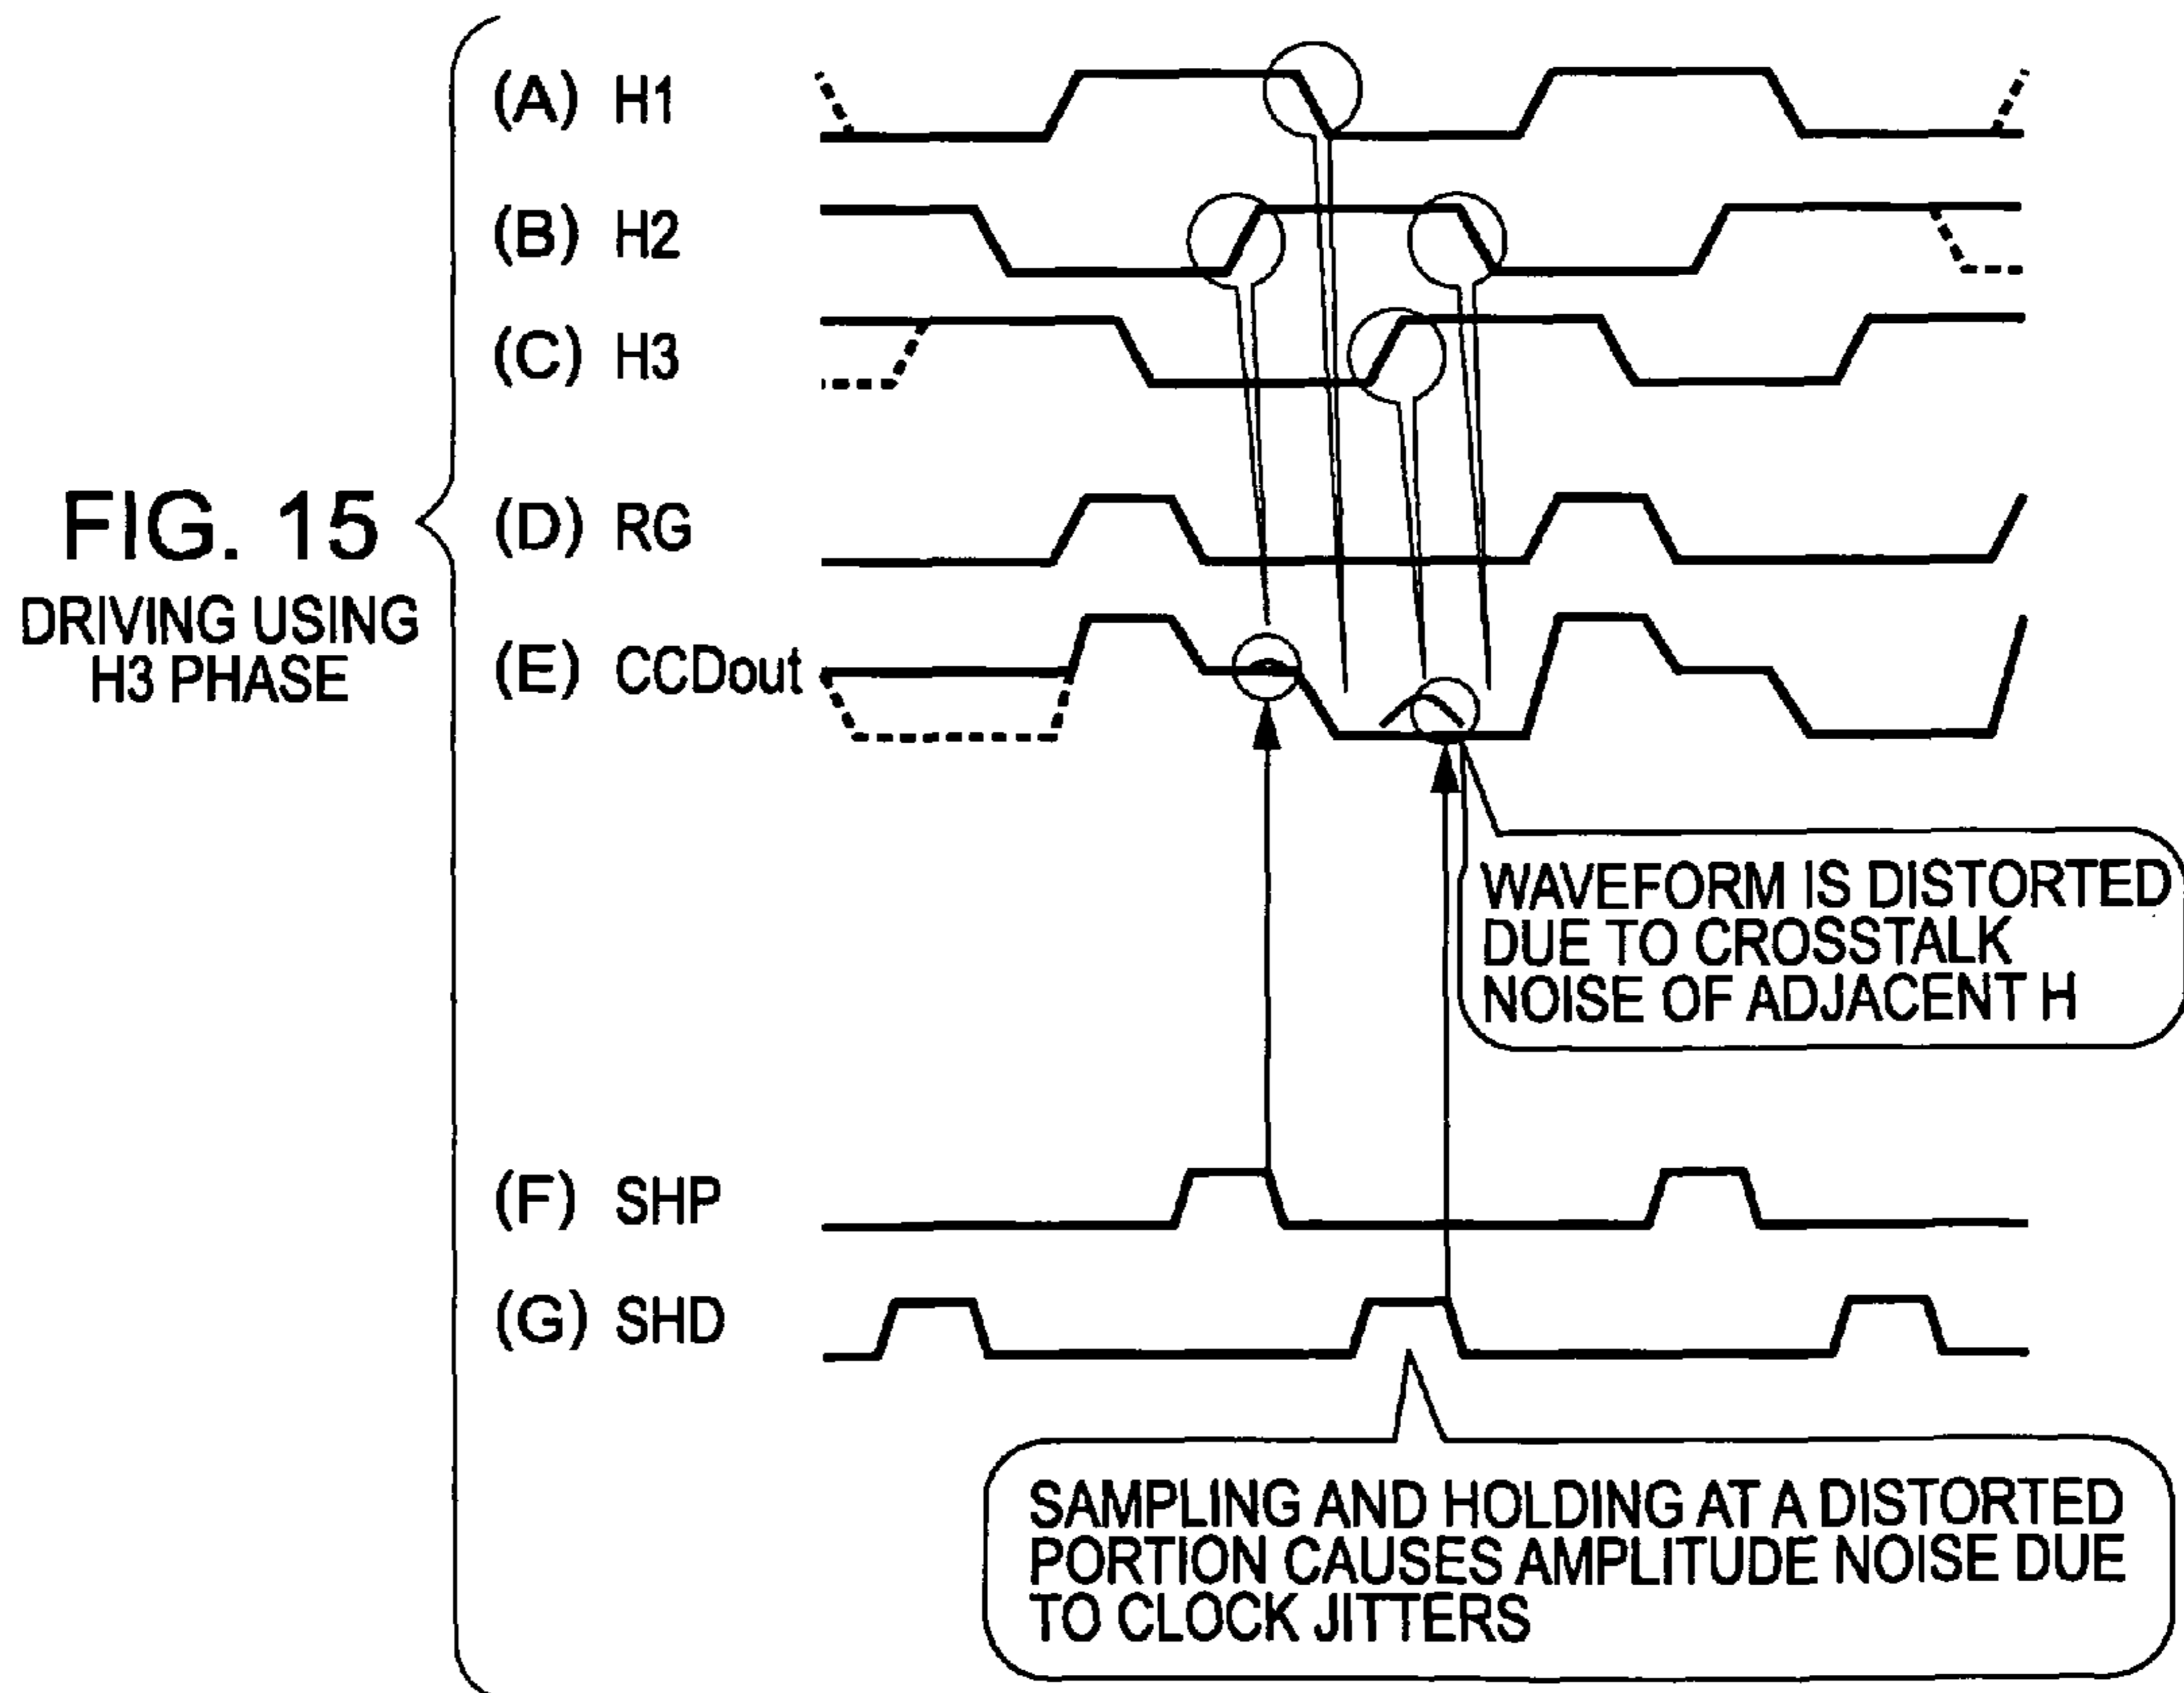 FIG. 15
DRIVING USING
H3 PHASE
(A) H1
(B) H2
(C) H3
(D) RG
(E) CCDout
WAVEFORM IS DISTORTED
DUE TO CROSSTALK
NOISE OF ADJACENT H
(F) SHP
(G) SHD
SAMPLING AND HOLDING AT A DISTORTED
PORTION CAUSES AMPLITUDE NOISE DUE
TO CLOCK JITTERS